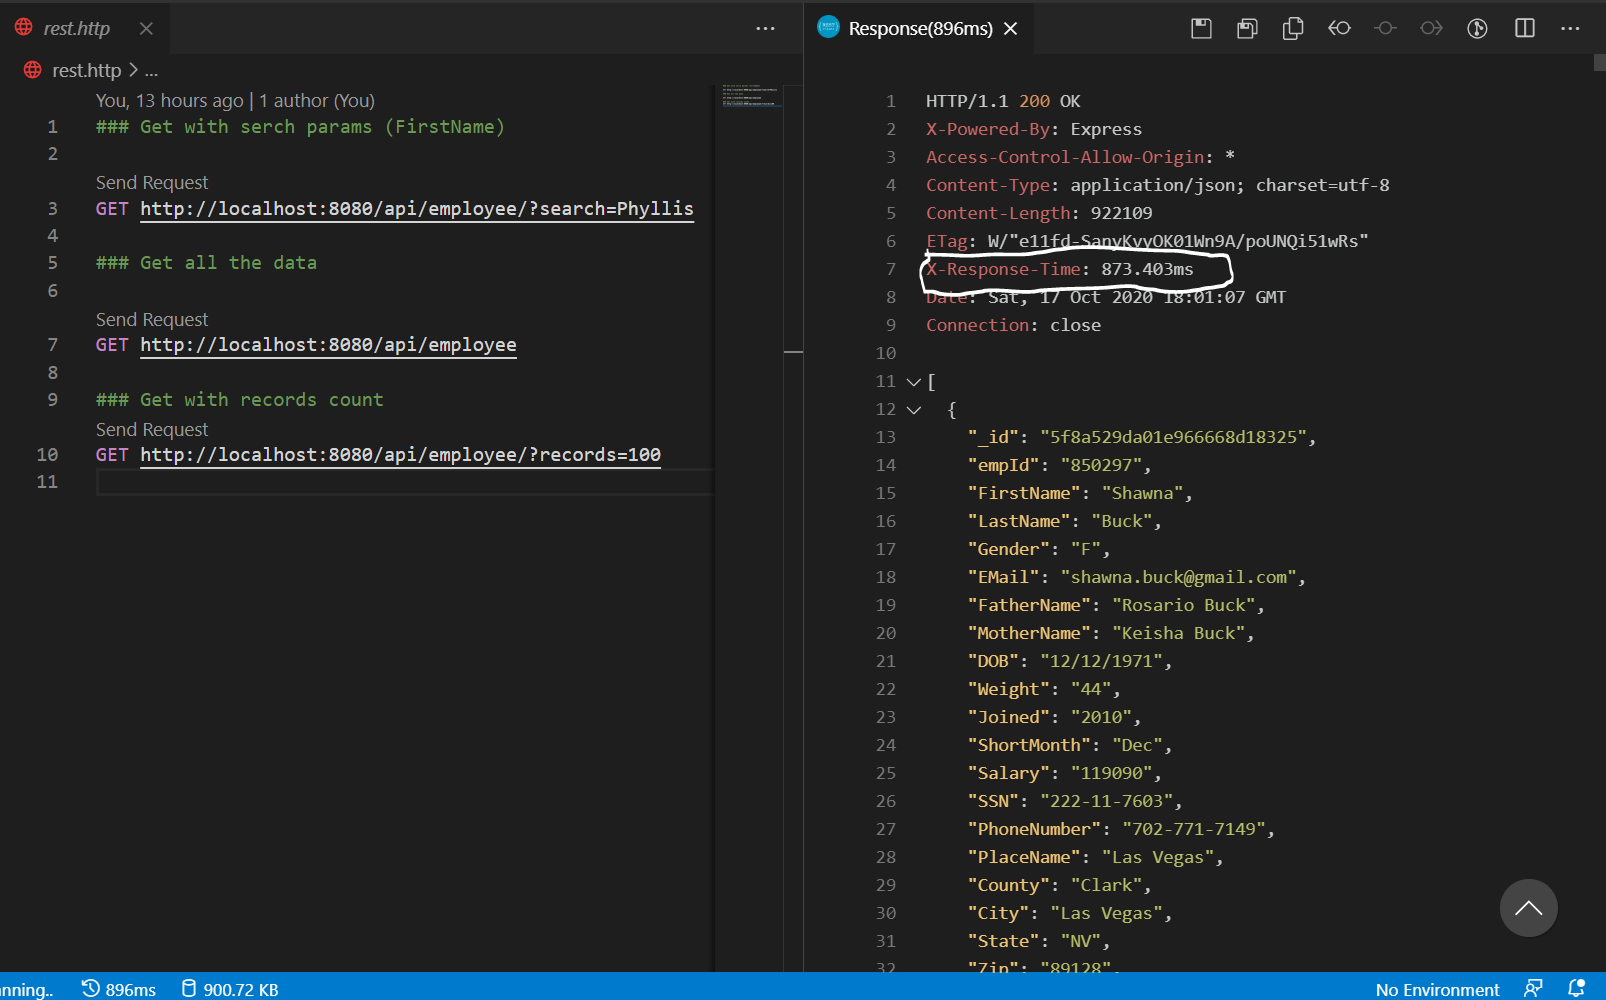 rest.http
rest.http > ...
You, 13 hours ago | 1 author (You)
1 ### Get with serch params (FirstName)
2
Send Request
3 GET http://localhost:8080/api/employee/?search=Phyllis
4
5 ### Get all the data
6
Send Request
7 GET http://localhost:8080/api/employee
8
9 ### Get with records count
Send Request
10 GET http://localhost:8080/api/employee/?records=100
11
Response(896ms)
1 HTTP/1.1 200 OK
2 X-Powered-By: Express
3 Access-Control-Allow-Origin: *
4 Content-Type: application/json; charset=utf-8
5 Content-Length: 922109
6 ETag: W/"e11fd-SanyKyyOK01Wn9A/poUNQi51wRs"
7 X-Response-Time: 873.403ms
8 Date: Sat, 17 Oct 2020 18:01:07 GMT
9 Connection: close
10
11 [
12 {
13 "_id": "5f8a529da01e966668d18325",
14 "empId": "850297",
15 "FirstName": "Shawna",
16 "LastName": "Buck",
17 "Gender": "F",
18 "EMail": "shawna.buck@gmail.com",
19 "FatherName": "Rosario Buck",
20 "MotherName": "Keisha Buck",
21 "DOB": "12/12/1971",
22 "Weight": "44",
23 "Joined": "2010",
24 "ShortMonth": "Dec",
25 "Salary": "119090",
26 "SSN": "222-11-7603",
27 "PhoneNumber": "702-771-7149",
28 "PlaceName": "Las Vegas",
29 "County": "Clark",
30 "City": "Las Vegas",
31 "State": "NV",
32 "Zip": "89128",
nning.. 896ms 900.72 KB
No Environment